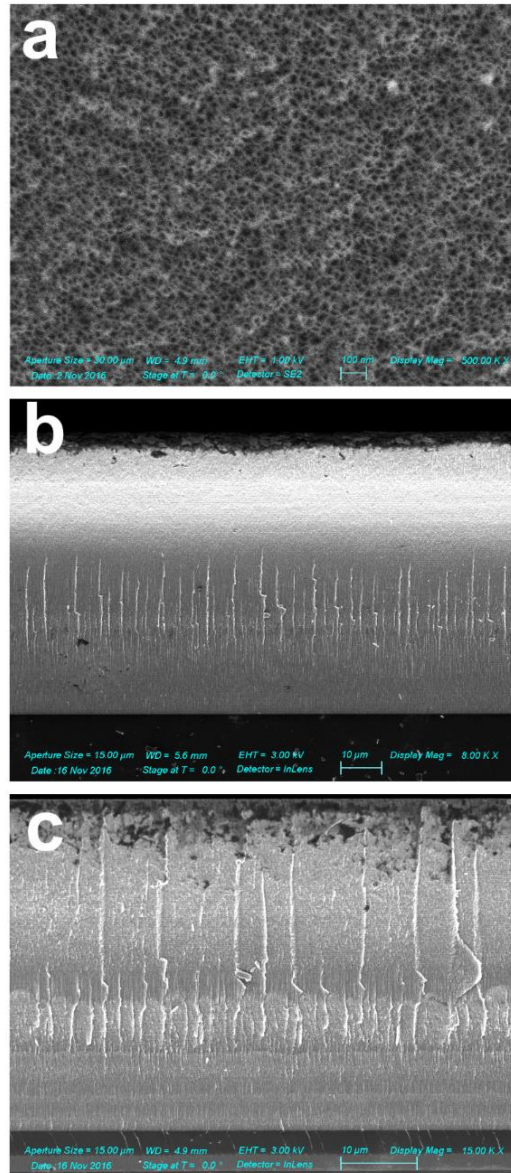 a
Aperture Size = 30.00 µm WD = 4.9 mm EHT = 1.00 kV 100 nm Display Mag = 500.00 K X
Date :2 Nov 2016 Stage at T = 0.0 ° Detector = SE2
b
Aperture Size = 15.00 µm WD = 5.6 mm EHT = 3.00 kV 10 µm Display Mag = 8.00 K X
Date :16 Nov 2016 Stage at T = 0.0 ° Detector = InLens
c
Aperture Size = 15.00 µm WD = 4.9 mm EHT = 3.00 kV 10 µm Display Mag = 15.00 K X
Date :16 Nov 2016 Stage at T = 0.0 ° Detector = InLens